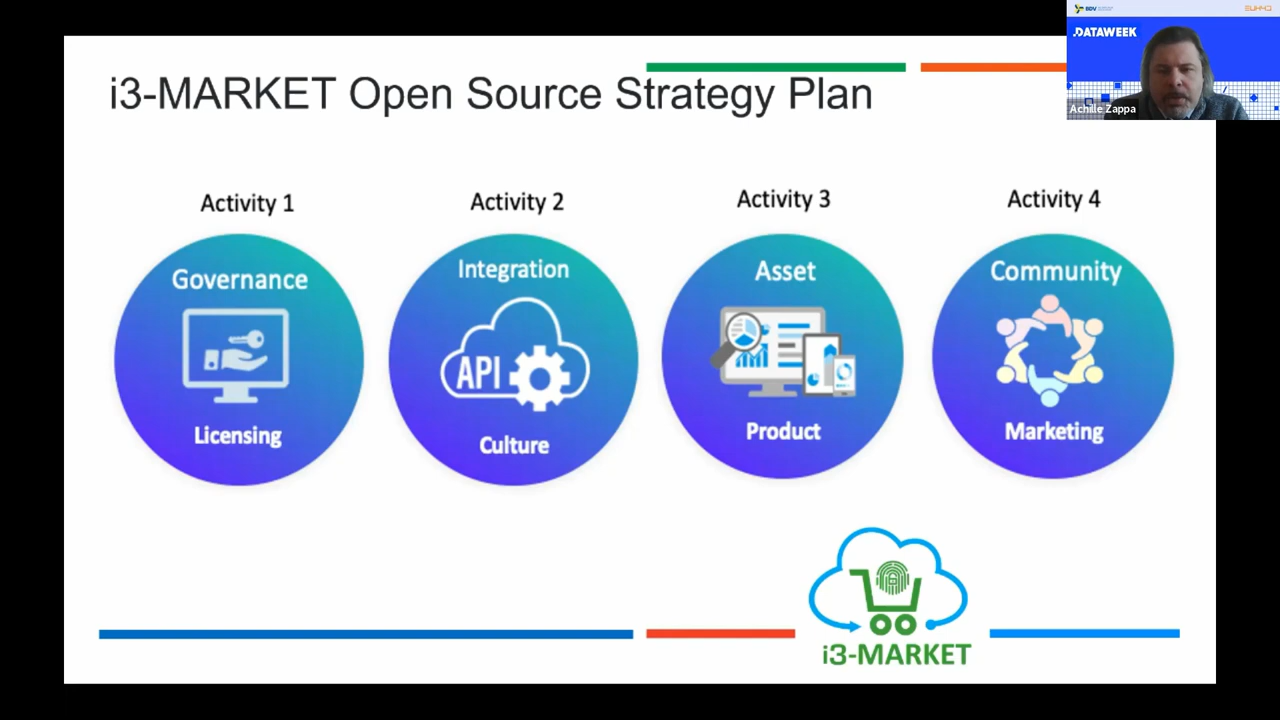 i3-MARKET Open Source Strategy Plan
BDV
.DATAWEEK
Achille Zappa
Activity 1
Activity 2
Activity 3
Activity 4
Governance
Integration
Asset
Community
API
Licensing
Culture
Product
Marketing
i3-MARKET